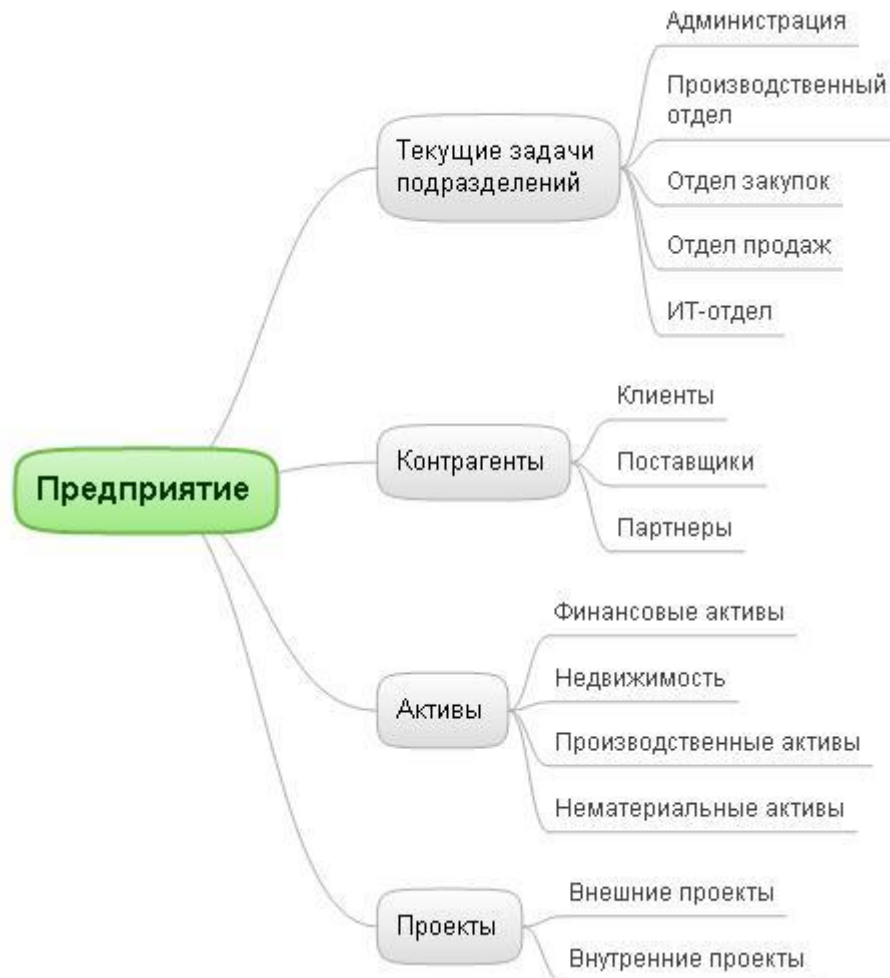 Предприятие
Текущие задачи
подразделений
Администрация
Производственный
отдел
Отдел закупок
Отдел продаж
ИТ-отдел
Контрагенты
Клиенты
Поставщики
Партнеры
Активы
Финансовые активы
Недвижимость
Производственные активы
Нематериальные активы
Проекты
Внешние проекты
Внутренние проекты